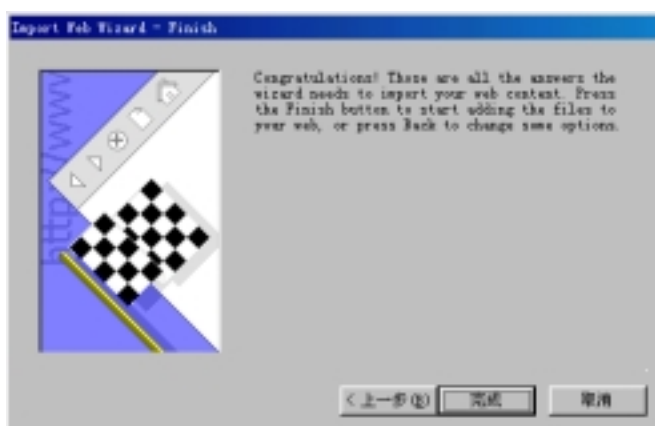 Import Web Wizard - Finish
http://www
Congratulations! These are all the answers the
wizard needs to import your web content. Press
the Finish button to start adding the files to
your web, or press Back to change some options.
<上一步(B) 完成 取消